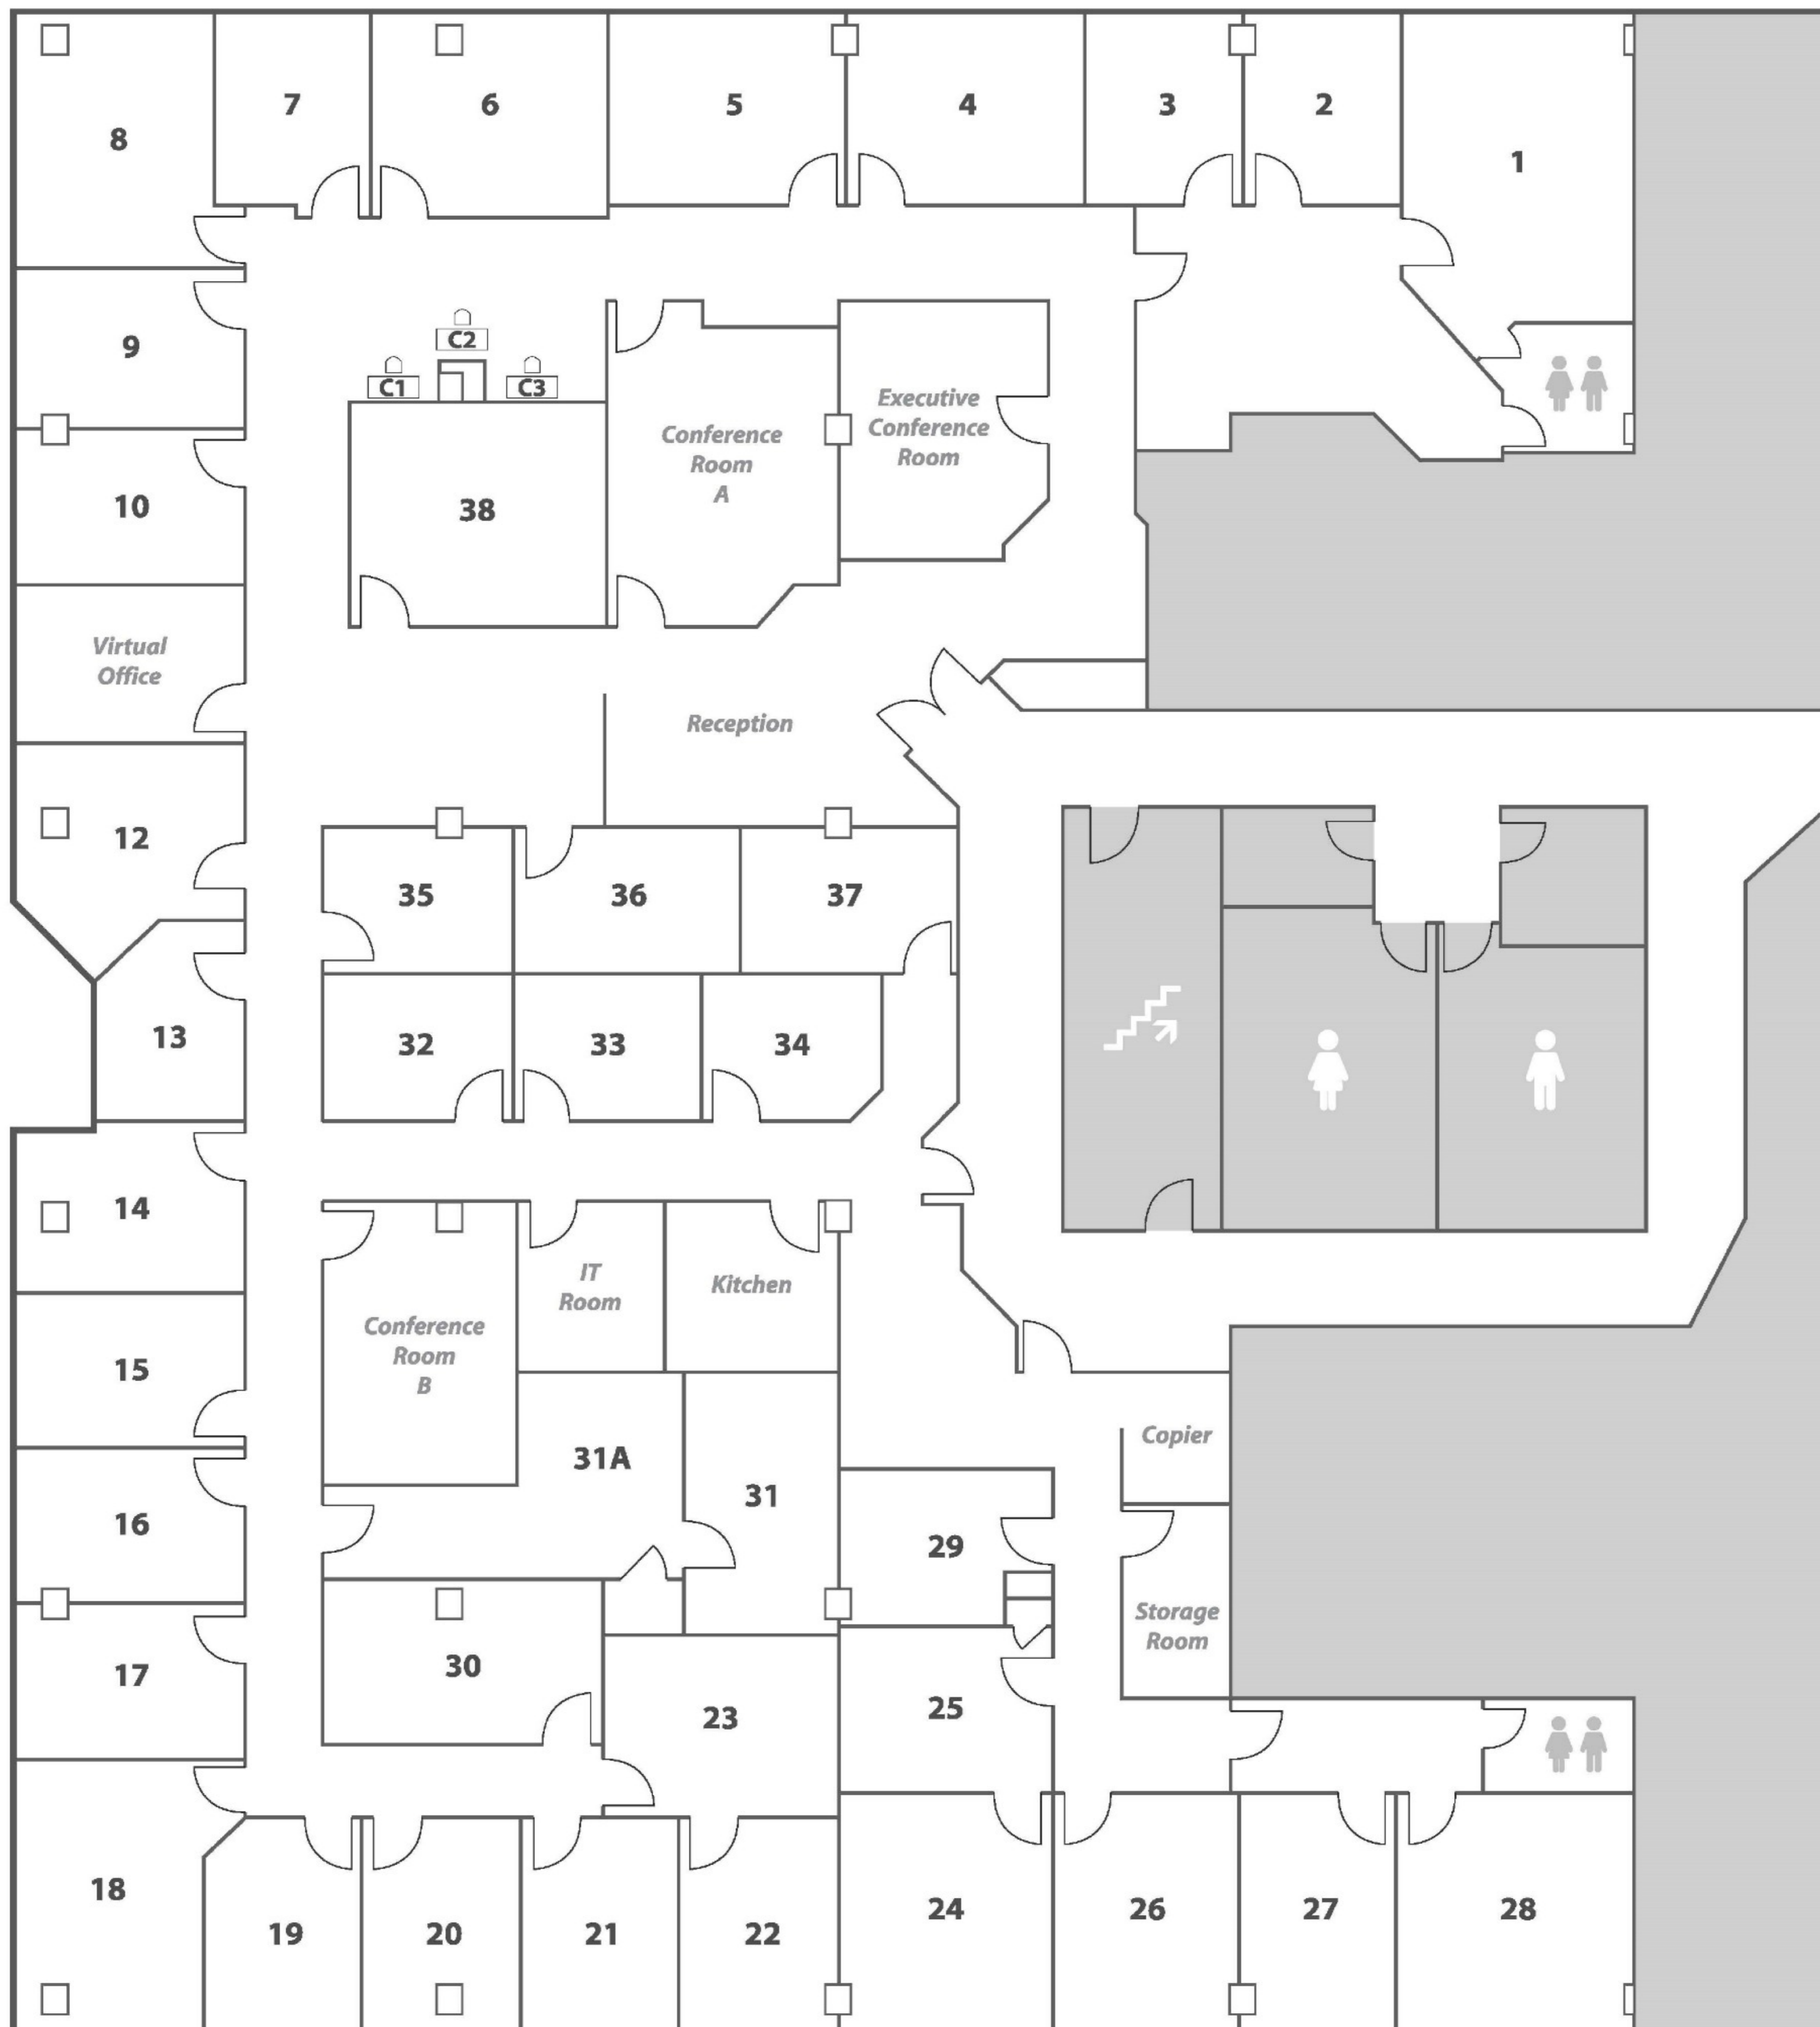 7
6
5
4
3
2
8
1
9
C2
C1
C3
Executive
Conference
Room
Conference
Room
A
10
38
Virtual
Office
Reception
12
35
36
37
13
32
33
34
14
IT
Room
Kitchen
Conference
Room
B
15
31A
31
Copier
16
29
Storage
Room
17
30
23
25
18
19
20
21
22
24
26
27
28